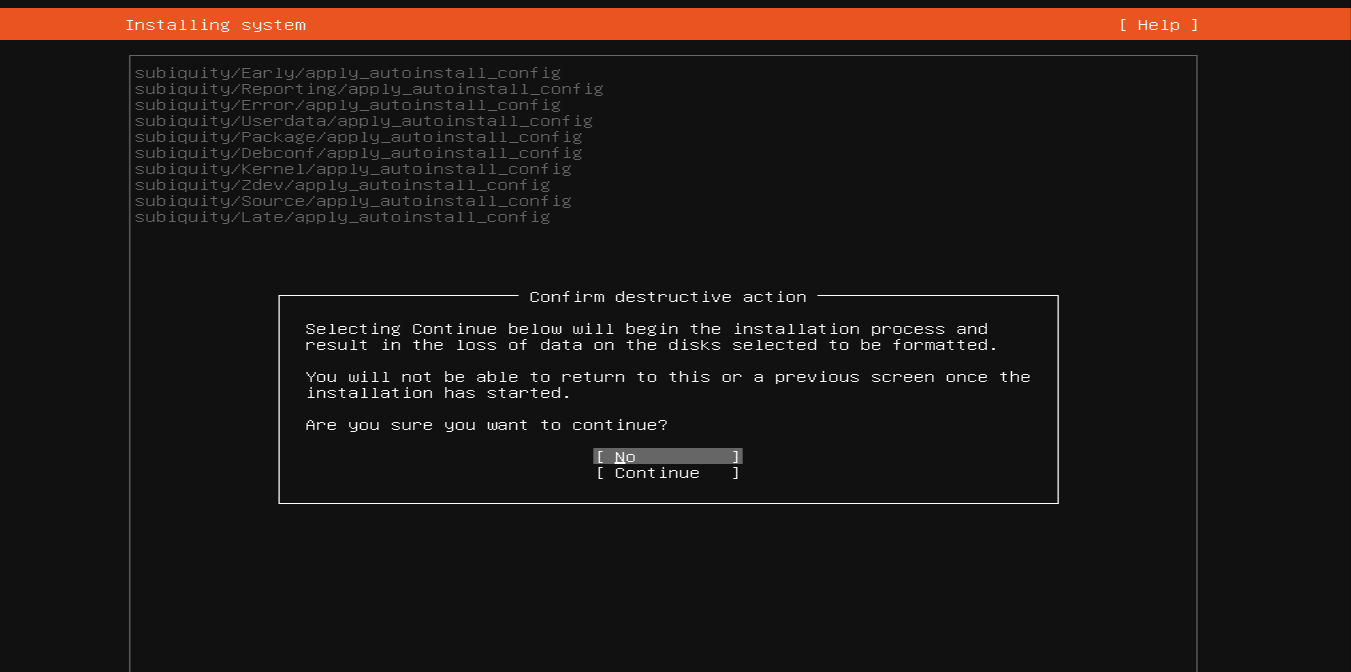 Installing system [ Help ]
subiquity/Early/apply_autoinstall_config
subiquity/Reporting/apply_autoinstall_config
subiquity/Error/apply_autoinstall_config
subiquity/Userdata/apply_autoinstall_config
subiquity/Package/apply_autoinstall_config
subiquity/Debconf/apply_autoinstall_config
subiquity/Kernel/apply_autoinstall_config
subiquity/Zdev/apply_autoinstall_config
subiquity/Source/apply_autoinstall_config
subiquity/Late/apply_autoinstall_config
Confirm destructive action
Selecting Continue below will begin the installation process and
result in the loss of data on the disks selected to be formatted.
You will not be able to return to this or a previous screen once the
installation has started.
Are you sure you want to continue?
[ No ]
[ Continue ]